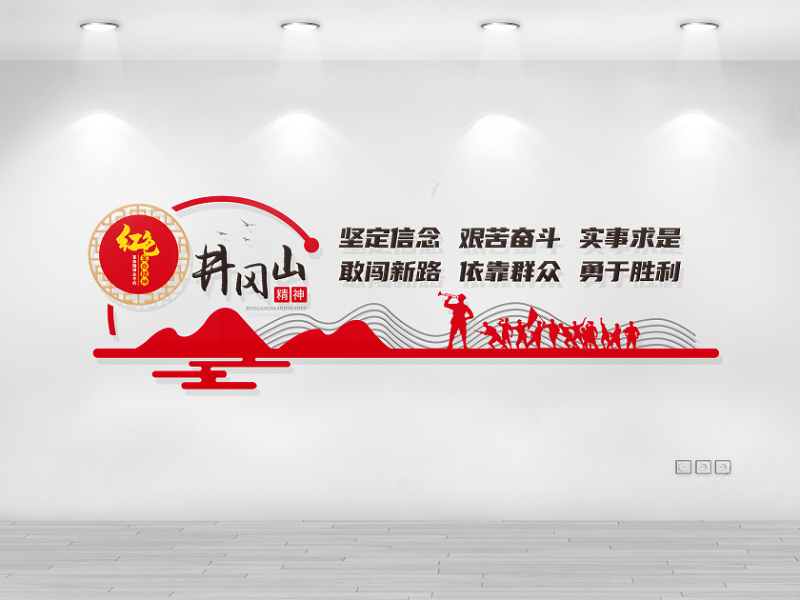 红色
井冈山
精神
JINGGANGSHANJINGSHEN
坚定信念 艰苦奋斗 实事求是
敢闯新路 依靠群众 勇于胜利